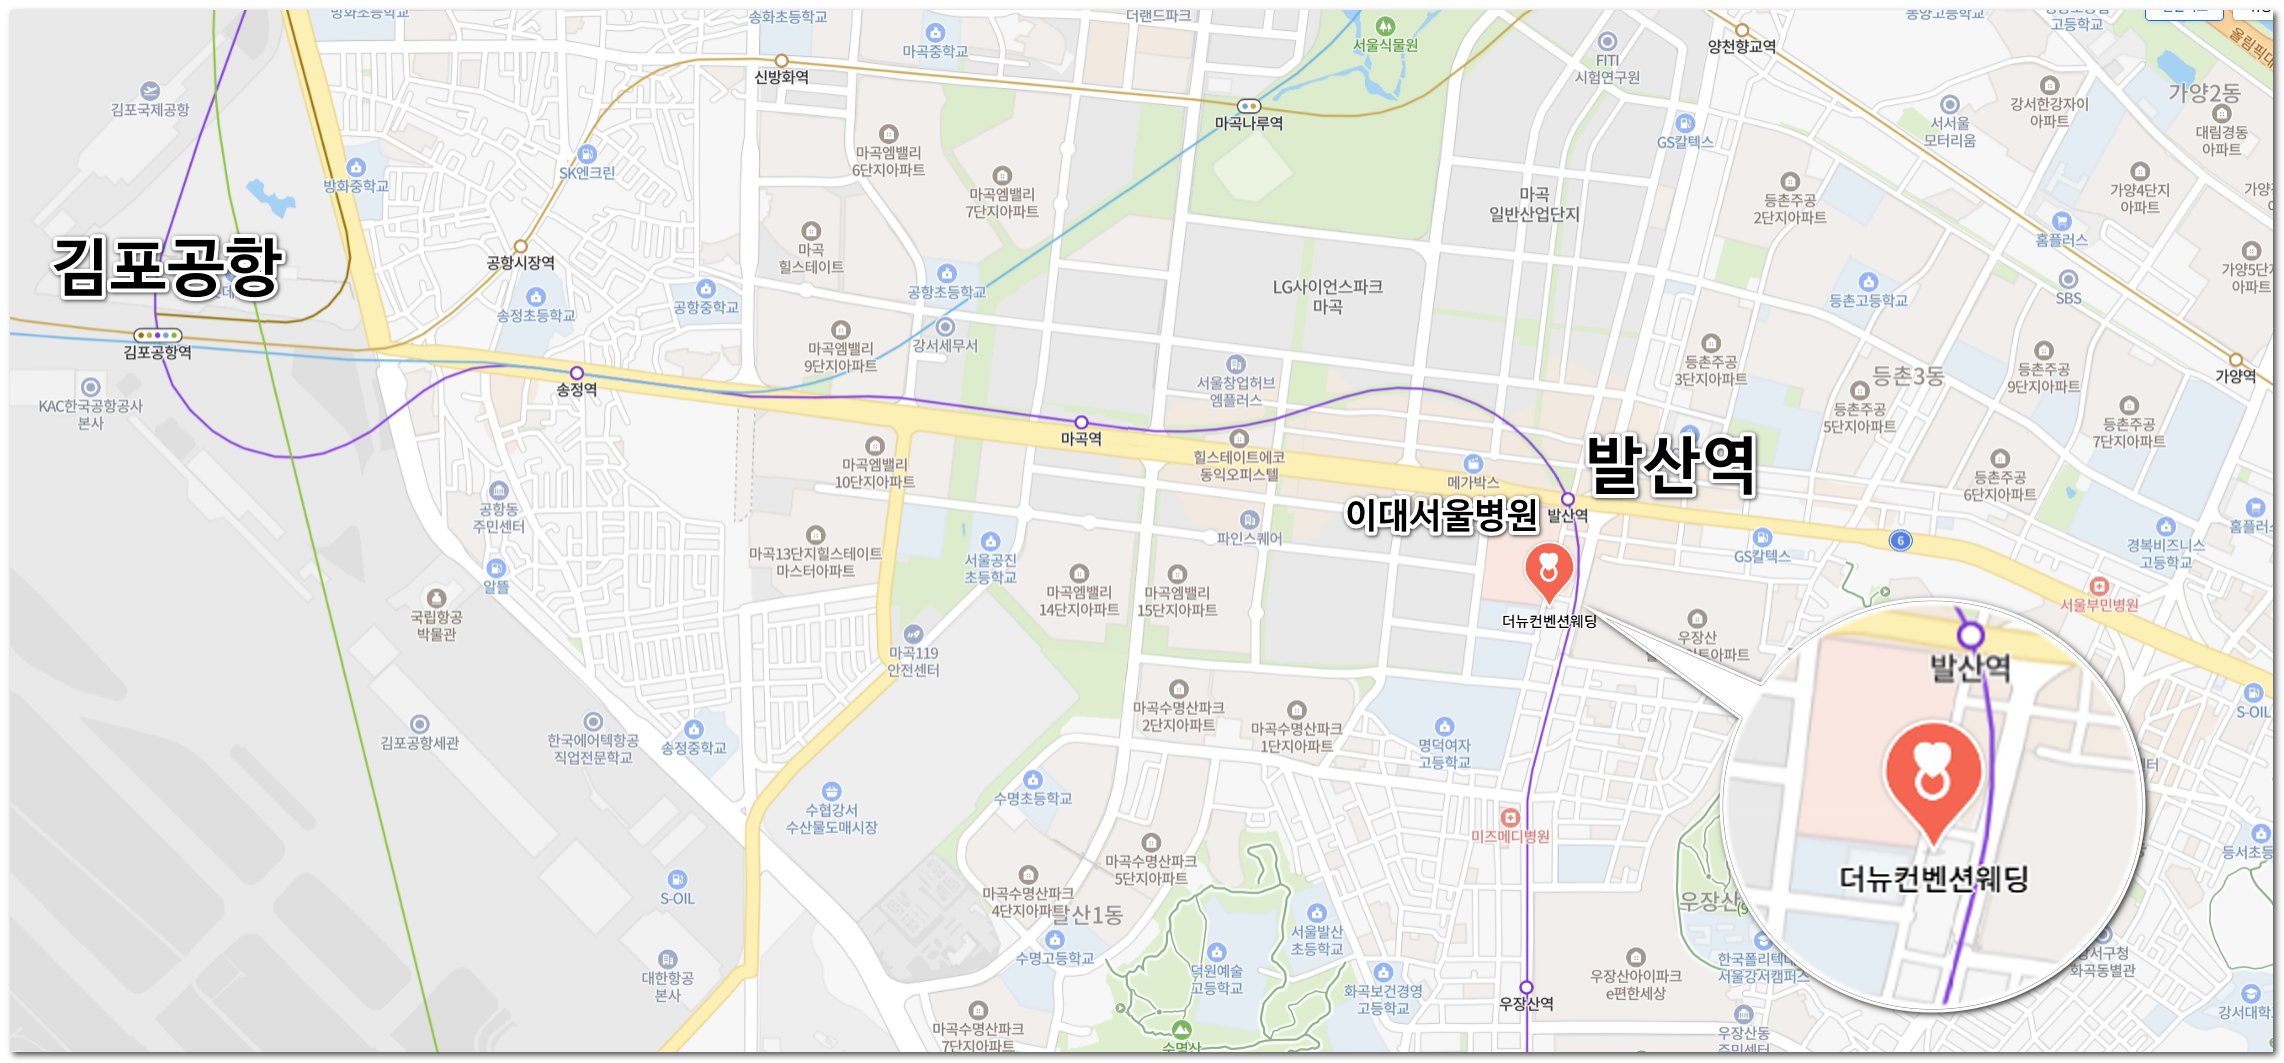 방화초등학교
송화초등학교
더랜드파크
동양고등학교
고등학교
올림픽대
마곡중학교
서울식물원
FITI
시험연구원
양천향교역
가양2동
신방화역
김포국제공항
마곡나루역
강서한강자이
아파트
서서울
모터리움
대림경동
아파트
GS칼텍스
마곡엠밸리
6단지아파트
SK엔크린
방화중학교
마곡엠밸리
7단지아파트
마곡
일반산업단지
등촌주공
2단지아파트
가양4단지
아파트
홈플러스
마곡
힐스테이트
김포공항
공항시장역
송정초등학교
공항중학교
공항초등학교
LG사이언스파크
마곡
등촌고등학교
SBS
가양5단지
아파트
김포공항역
마곡엠밸리
9단지아파트
강서세무서
서울창업허브
엠플러스
등촌주공
3단지아파트
등촌3동
등촌주공
9단지아파트
가양역
KAC한국공항공사
본사
송정역
등촌주공
5단지아파트
등촌주공
7단지아파트
마곡역
힐스테이트에코
동익오피스텔
메가박스
발산역
마곡엠밸리
10단지아파트
등촌주공
6단지아파트
공항동
주민센터
이대서울병원
발산역
파인스퀘어
GS칼텍스
6
홈플러스
경복비즈니스
고등학교
마곡13단지힐스테이트
마스터아파트
서울공진
초등학교
알뜰
마곡엠밸리
14단지아파트
마곡엠밸리
15단지아파트
서울부민병원
국립항공
박물관
더뉴컨벤션웨딩
우장산
마곡119
안전센터
발산역
더뉴컨벤션웨딩
S-OIL
마곡수명산파크
2단지아파트
마곡수명산파크
1단지아파트
명덕여자
고등학교
김포공항세관
한국에어텍항공
직업전문학교
송정중학교
수명초등학교
수협강서
수산물도매시장
미즈메디병원
등서초등
마곡수명산파크
5단지아파트
마곡수명산파크
4단지아파트
발산1동
S-OIL
우장산
서울발산
초등학교
수명고등학교
덕원예술
고등학교
한국폴리텍대
서울강서캠퍼스
강서구청
화곡동별관
대한항공
본사
우장산아이파크
e편한세상
화곡보건경영
고등학교
우장산역
강서대학
마곡수명산파크
7단지아파트
수명산
우장산동
주민센터